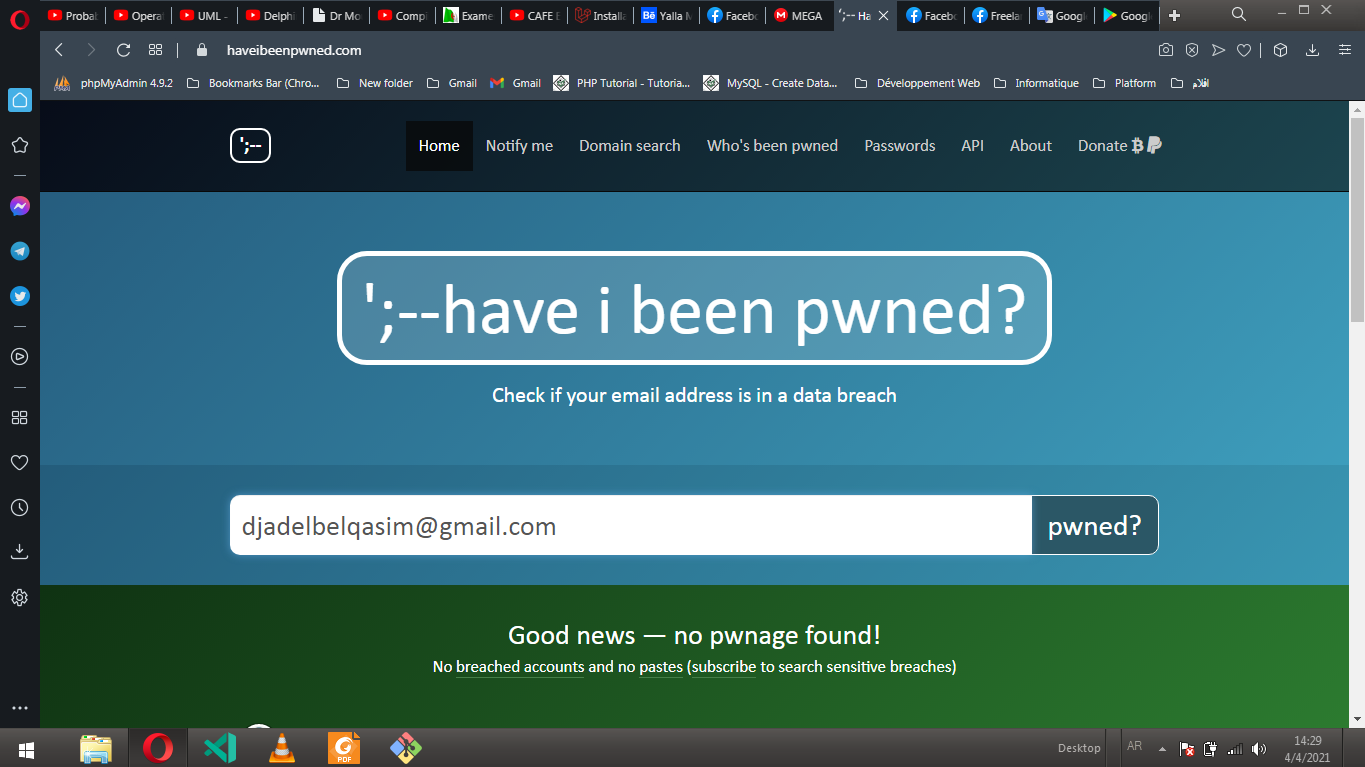 Probab
Operat
UML -
Delphi
Dr Mo
Compl
Exame
CAFE E
Installa
Yalla M
Facebo
MEGA
';-- Ha
Facebo
Freelan
Google
Google
haveibeenpwned.com
phpMyAdmin 4.9.2
Bookmarks Bar (Chro...
New folder
Gmail
Gmail
PHP Tutorial - Tutoria...
MySQL - Create Data...
Développement Web
Informatique
Platform
افلام
';--
Home
Notify me
Domain search
Who's been pwned
Passwords
API
About
Donate
';--have i been pwned?
Check if your email address is in a data breach
djadelbelqasim@gmail.com
pwned?
Good news — no pwnage found!
No breached accounts and no pastes (subscribe to search sensitive breaches)
Desktop
AR
14:29
4/4/2021